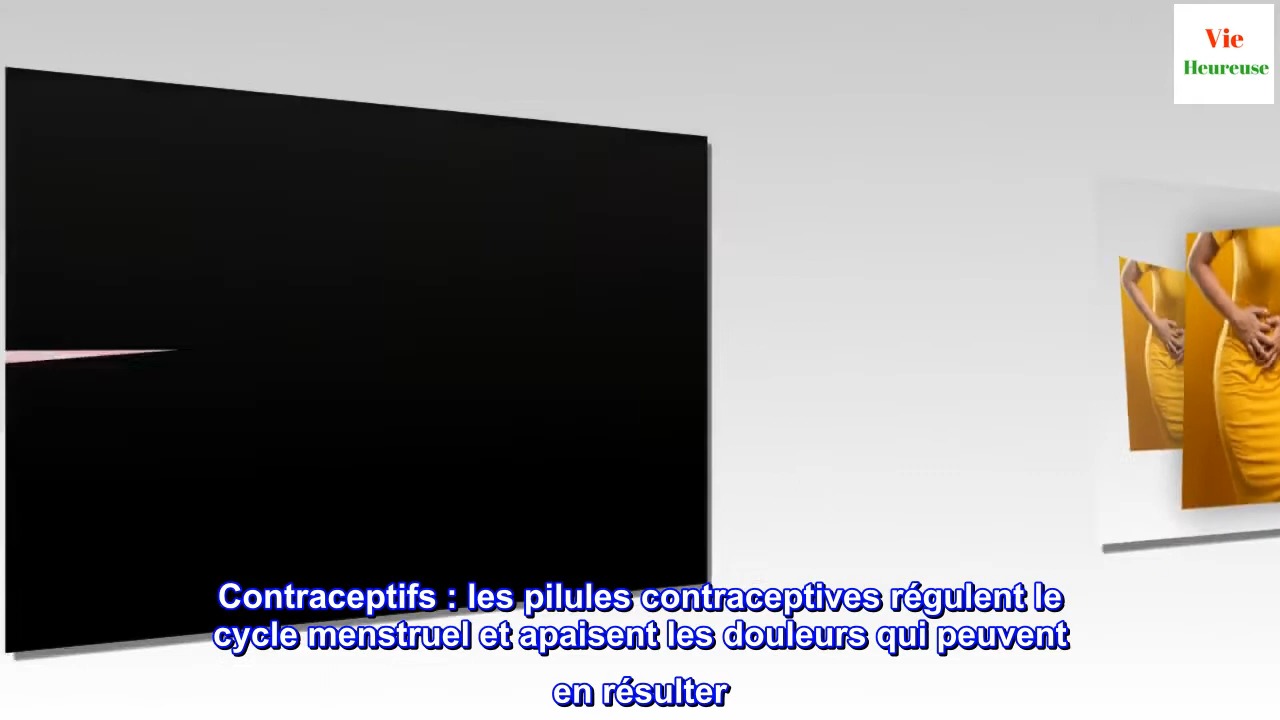 Vie
Heureuse
Contraceptifs : les pilules contraceptives régulent le
cycle menstruel et apaisent les douleurs qui peuvent
en résulter